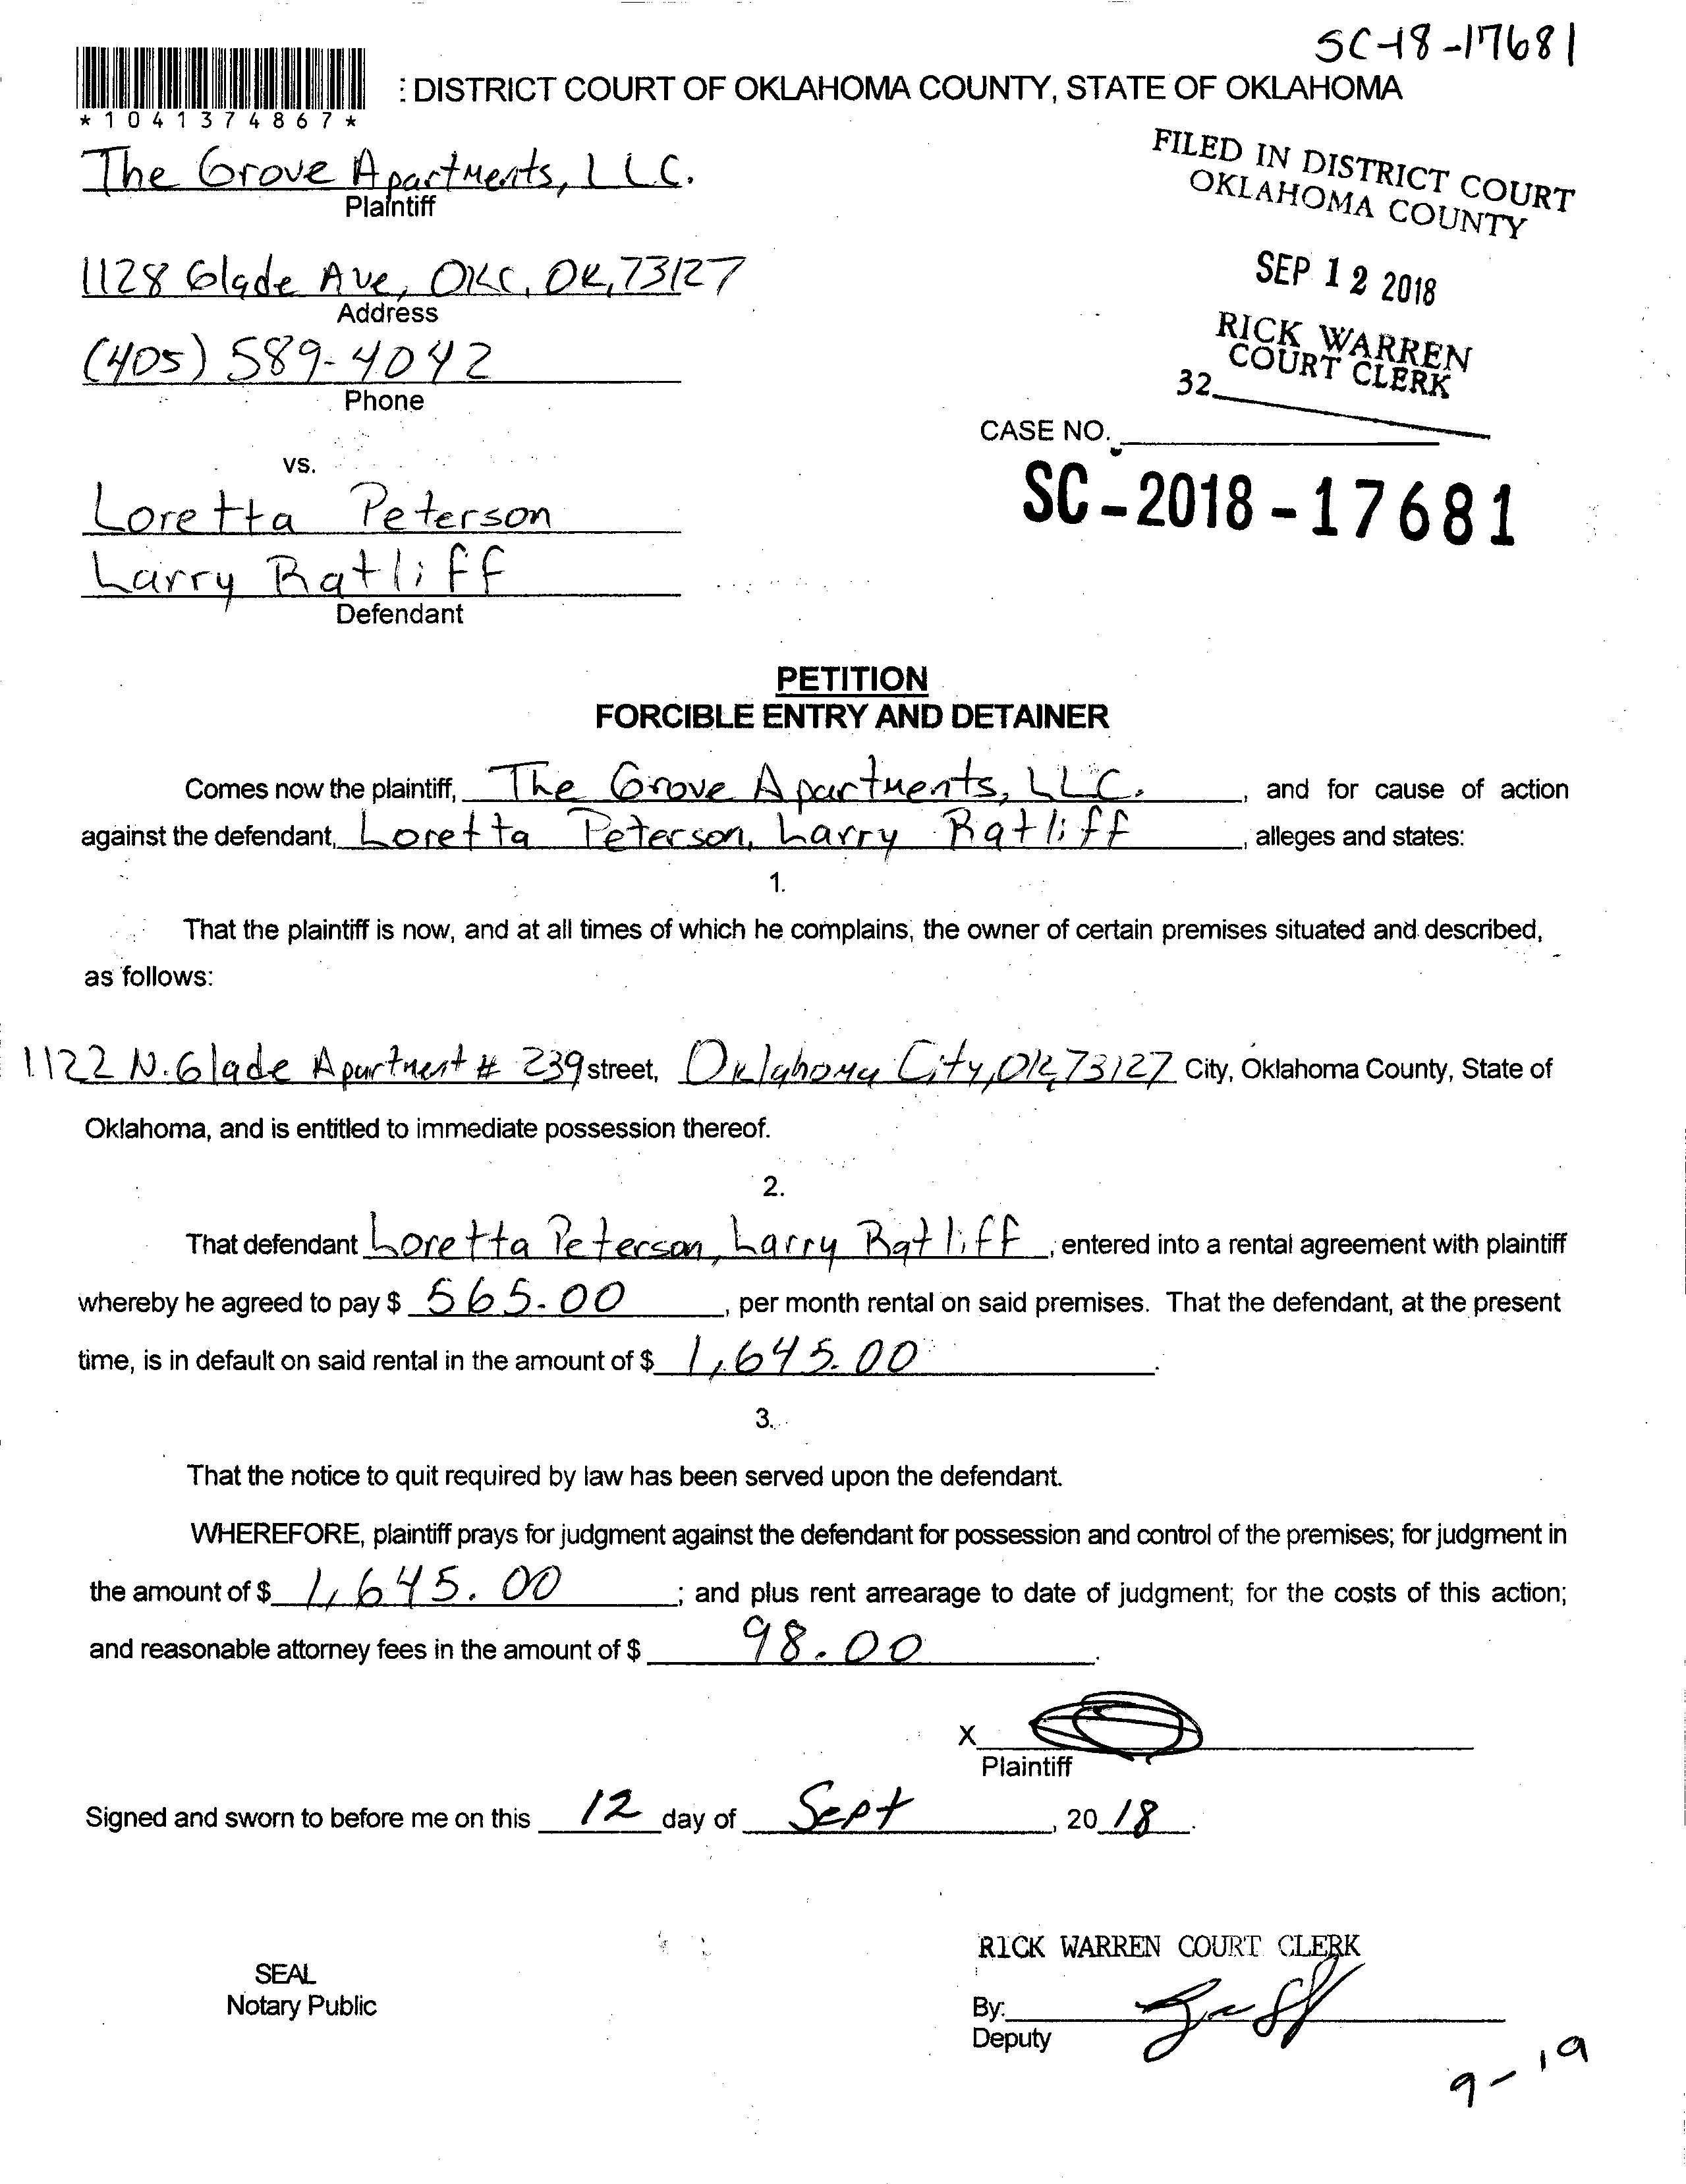 SC-18-17681
: DISTRICT COURT OF OKLAHOMA COUNTY, STATE OF OKLAHOMA
*1041374867*
The Grove Apartments, LLC.
Plaintiff
FILED IN DISTRICT COURT
OKLAHOMA COUNTY
1128 Glade Ave, OKC, OK, 73127
Address
SEP 12 2018
(405) 589-4042
Phone
RICK WARREN
COURT CLERK
32
CASE NO.
vs.
SC-2018-17681
Loretta Peterson
Larry Ratliff
Defendant
PETITION
FORCIBLE ENTRY AND DETAINER
Comes now the plaintiff, The Grove Apartments, LLC. , and for cause of action
against the defendant, Loretta Peterson, Larry Ratliff , alleges and states:
1.
That the plaintiff is now, and at all times of which he complains, the owner of certain premises situated and described,
as follows:
1122 N. Glade Apartment # 239 street, Oklahoma City, OK, 73127 City, Oklahoma County, State of
Oklahoma, and is entitled to immediate possession thereof.
2.
That defendant Loretta Peterson, Larry Ratliff , entered into a rental agreement with plaintiff
whereby he agreed to pay $ 565.00 , per month rental on said premises. That the defendant, at the present
time, is in default on said rental in the amount of $ 1,645.00 .
3.
That the notice to quit required by law has been served upon the defendant.
WHEREFORE, plaintiff prays for judgment against the defendant for possession and control of the premises; for judgment in
the amount of $ 1,645.00 ; and plus rent arrearage to date of judgment; for the costs of this action;
and reasonable attorney fees in the amount of $ 98.00 .
X
Plaintiff
Signed and sworn to before me on this 12 day of Sept , 20 18 .
RICK WARREN COURT CLERK
SEAL
Notary Public
By:
Deputy
9-19